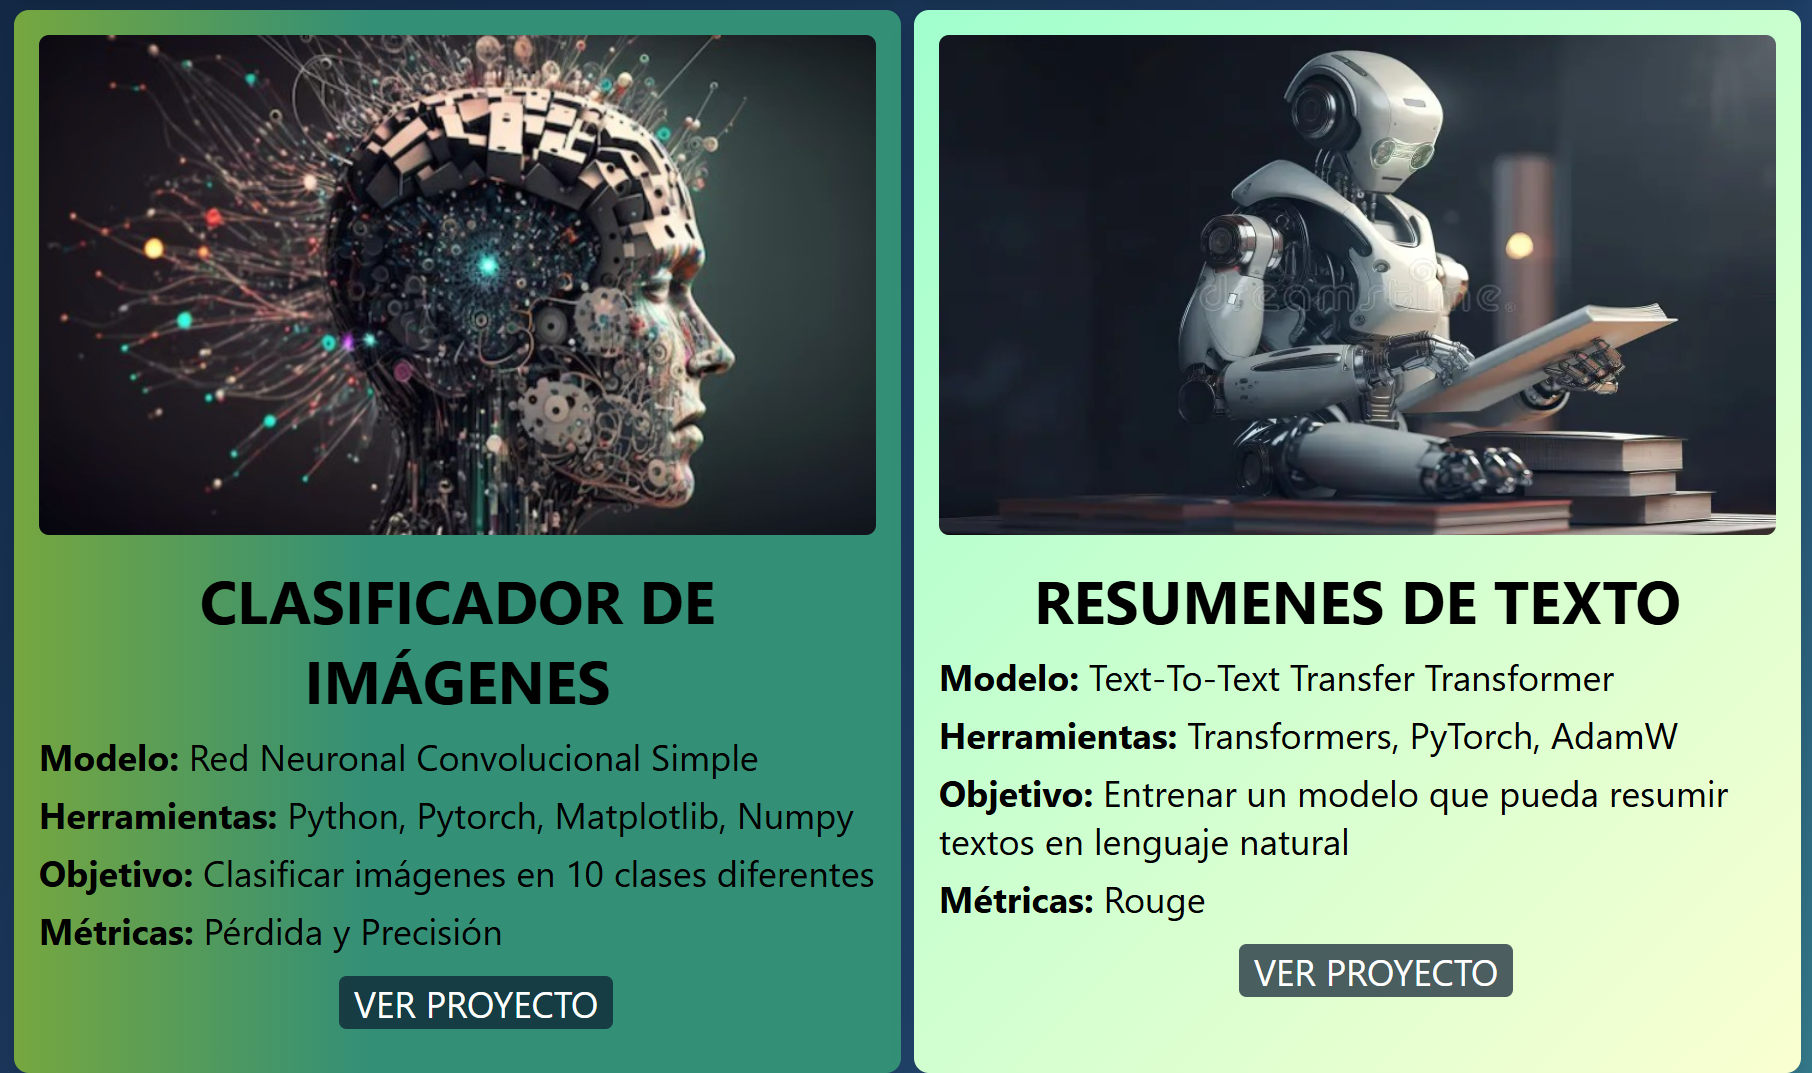 CLASIFICADOR DE
IMÁGENES
Modelo: Red Neuronal Convolucional Simple
Herramientas: Python, Pytorch, Matplotlib, Numpy
Objetivo: Clasificar imágenes en 10 clases diferentes
Métricas: Pérdida y Precisión
VER PROYECTO
dreamstime.
RESUMENES DE TEXTO
Modelo: Text-To-Text Transfer Transformer
Herramientas: Transformers, PyTorch, AdamW
Objetivo: Entrenar un modelo que pueda resumir
textos en lenguaje natural
Métricas: Rouge
VER PROYECTO